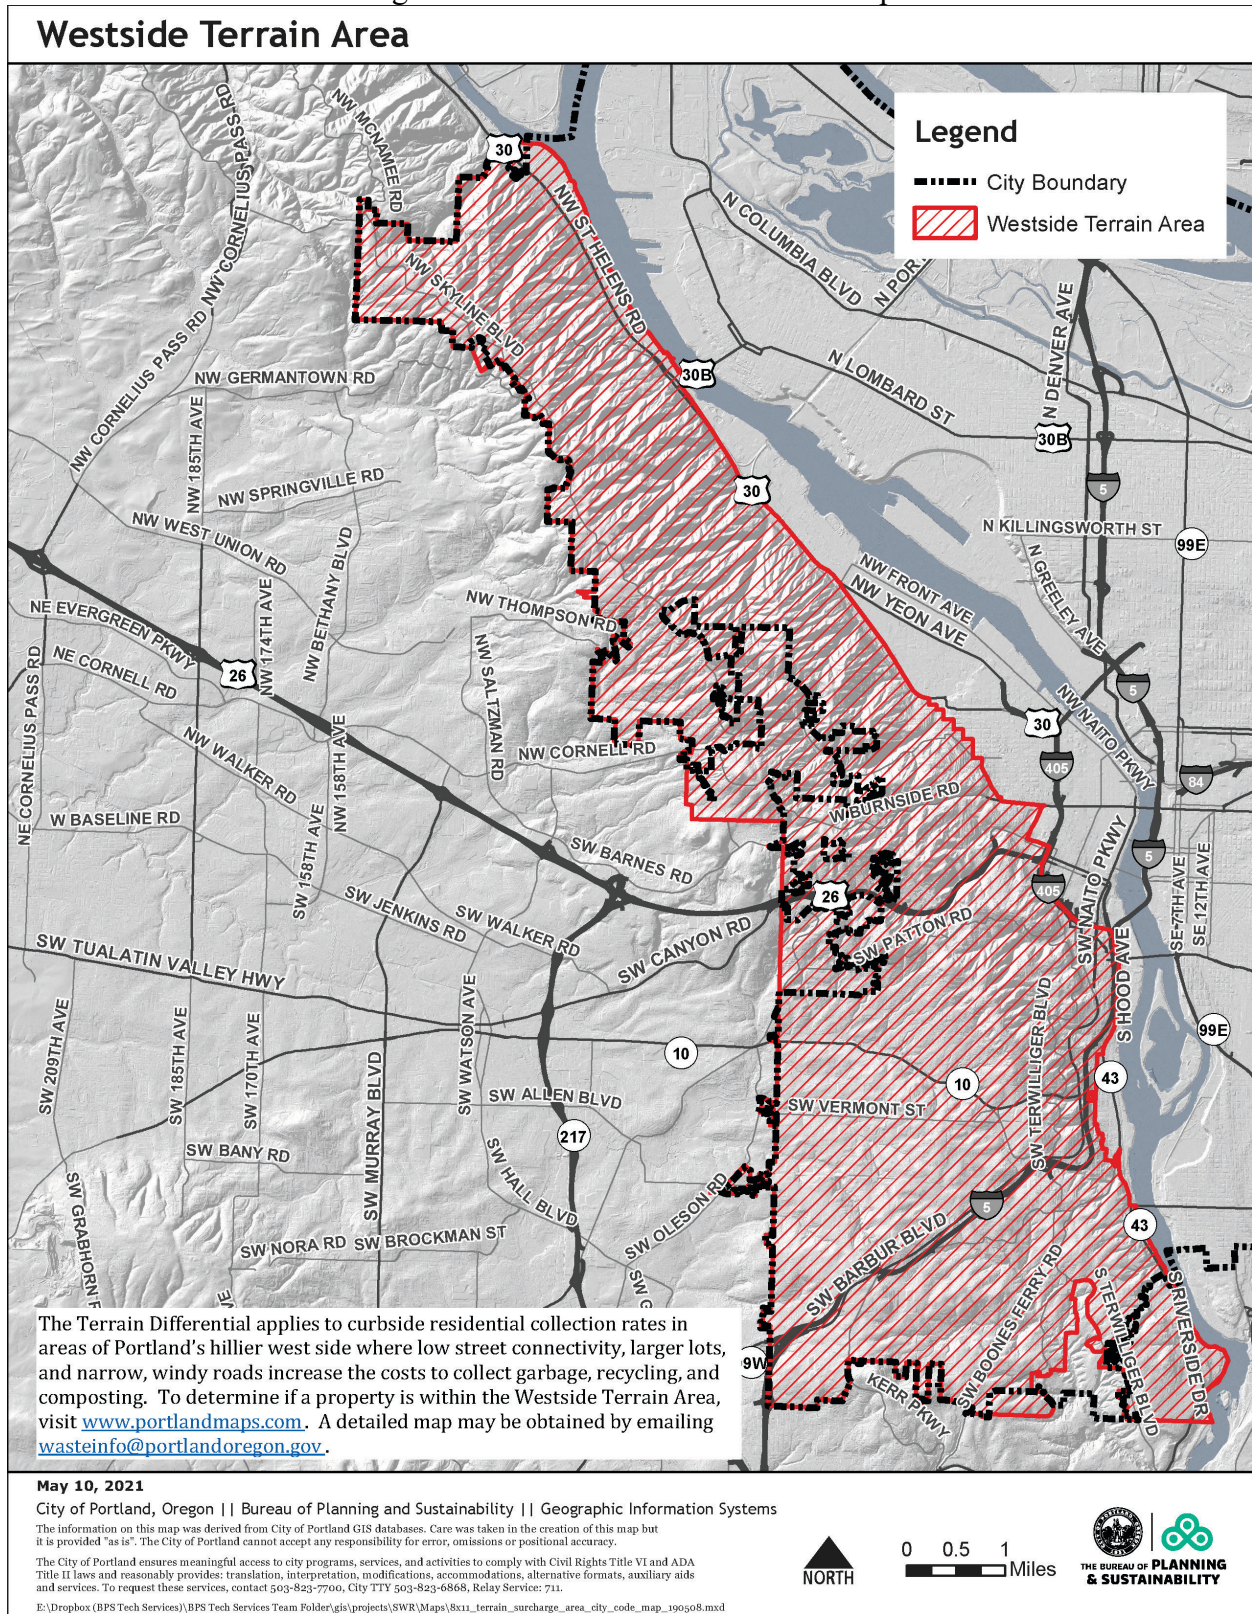 Westside Terrain Area
Legend
City Boundary
Westside Terrain Area
NW CORNELIUS PASS RD
NW MCNAMEE RD
30
NW ST HELENS RD
N COLUMBIA BLVD
N POR
N DENVER AVE
NW SKYLINE BLVD
NW CORNELIUS PASS RD
NW GERMANTOWN RD
30B
N LOMBARD ST
30B
NW 185TH AVE
NW SPRINGVILLE RD
30
5
NW WEST UNION RD
NW BETHANY BLVD
N KILLINGSWORTH ST
99E
NW FRONT AVE
NW YEON AVE
N GREELEY AVE
NE EVERGREEN PKWY
NW 174TH AVE
NW THOMPSON RD
NE CORNELL RD
26
NW SALTZMAN RD
5
NW NAITO PKWY
NE CORNELIUS PASS RD
NW WALKER RD
NW 158TH AVE
NW CORNELL RD
30
405
84
W BASELINE RD
W BURNSIDE RD
SW 158TH AVE
SW BARNES RD
5
SW JENKINS RD
SW WALKER RD
26
405
SW NAITO PKWY
SE 7TH AVE
SE 12TH AVE
SW TUALATIN VALLEY HWY
SW CANYON RD
SW PATTON RD
S HOOD AVE
SW 209TH AVE
SW 185TH AVE
SW 170TH AVE
SW MURRAY BLVD
SW WATSON AVE
10
SW TERWILLIGER BLVD
99E
43
10
SW ALLEN BLVD
SW VERMONT ST
217
SW BANY RD
SW HALL BLVD
SW OLESON RD
5
43
SW GRABHORN R
SW NORA RD
SW BROCKMAN ST
SW BARBUR BLVD
SW BOONES FERRY RD
S TERWILLIGER BLVD
S RIVERSIDE DR
SW G
VE
9W
KERR PKWY
The Terrain Differential applies to curbside residential collection rates in
areas of Portland's hillier west side where low street connectivity, larger lots,
and narrow, windy roads increase the cost to collect garbage, recycling, and
composting. To determine if a property is within the Westside Terrain Area,
visit www.portlandmaps.com. A detailed map may be obtained by emailing
wasteinfo@portlandoregon.gov.
May 10, 2021
City of Portland, Oregon || Bureau of Planning and Sustainability || Geographic Information Systems
The information on this map was derived from City of Portland GIS databases. Care was taken in the creation of this map but
it is provided "as is". The City of Portland cannot accept any responsibility for error, omissions or positional accuracy.
The City of Portland ensures meaningful access to city programs, services, and activities to comply with Civil Rights Title VI and ADA
Title II laws and reasonably provides: translation, interpretation, modifications, accommodations, alternative formats, auxiliary aids
and services. To request these services, contact 503-823-7700, City TTY 503-823-6868, Relay Service: 711.
E:\Dropbox (BPS Tech Services)\BPS Tech Services Team Folder\gis\projects\SWR\Maps\8x11_terrain_surcharge_area_city_code_map_190508.mxd
NORTH
0 0.5 1
Miles
THE BUREAU OF PLANNING
& SUSTAINABILITY